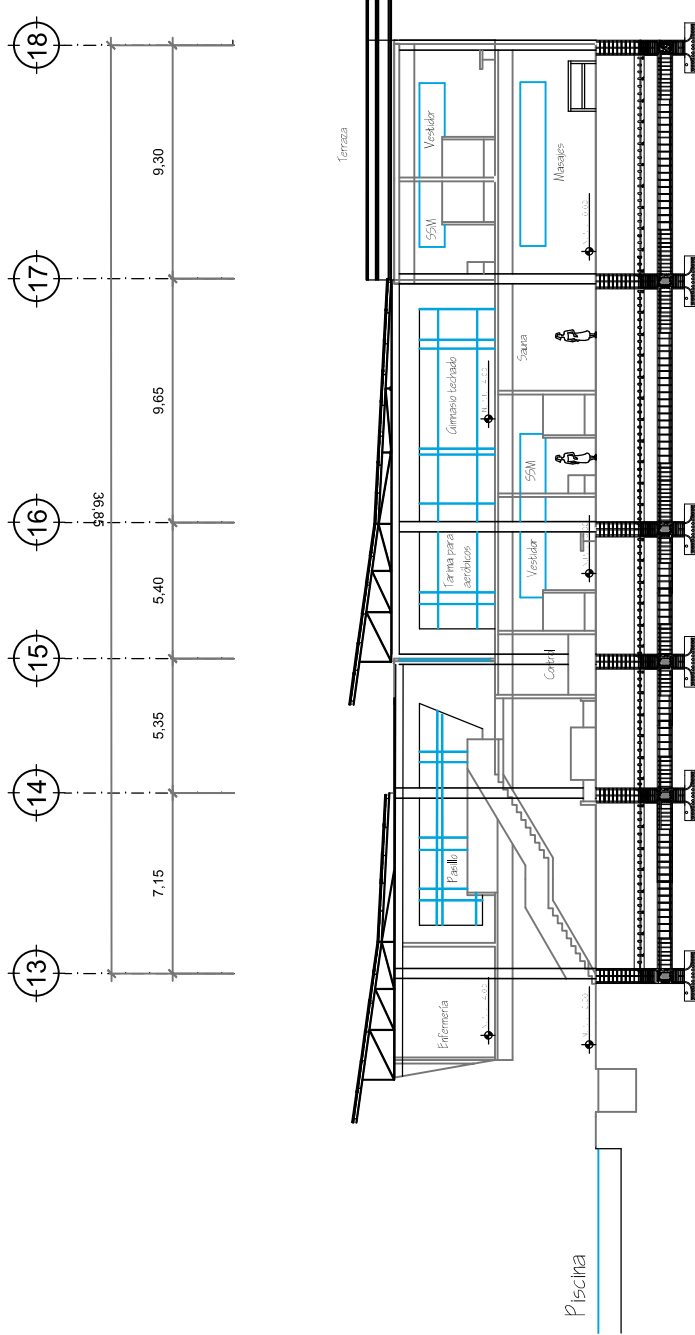 13
14
15
16
17
18
36,85
7,15
5,35
5,40
9,65
9,30
Terraza
Enfermería
Pasillo
Tarima para
aeróbicos
Gimnasio techado
SSM
Vestidor
Control
Vestidor
SSM
Sauna
Masajes
Piscina